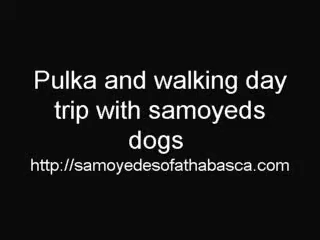 Pulka and walking day
trip with samoyeds
dogs
http://samoyedesofathabasca.com